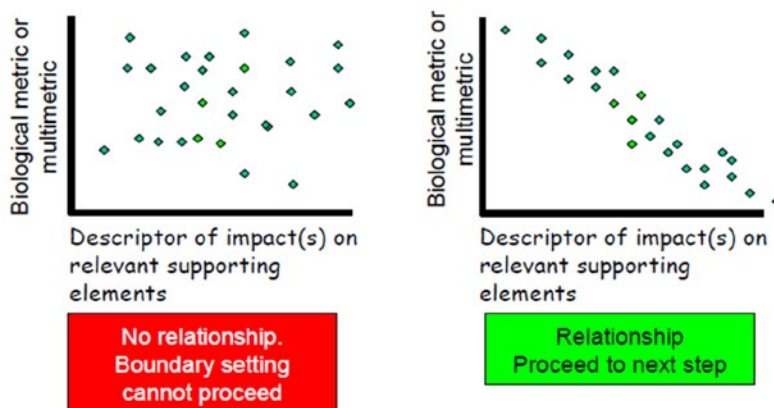 Biological metric or
multimetric
Descriptor of impact(s) on
relevant supporting
elements
No relationship.
Boundary setting
cannot proceed
Biological metric or
multimetric
Descriptor of impact(s) on
relevant supporting
elements
Relationship
Proceed to next step